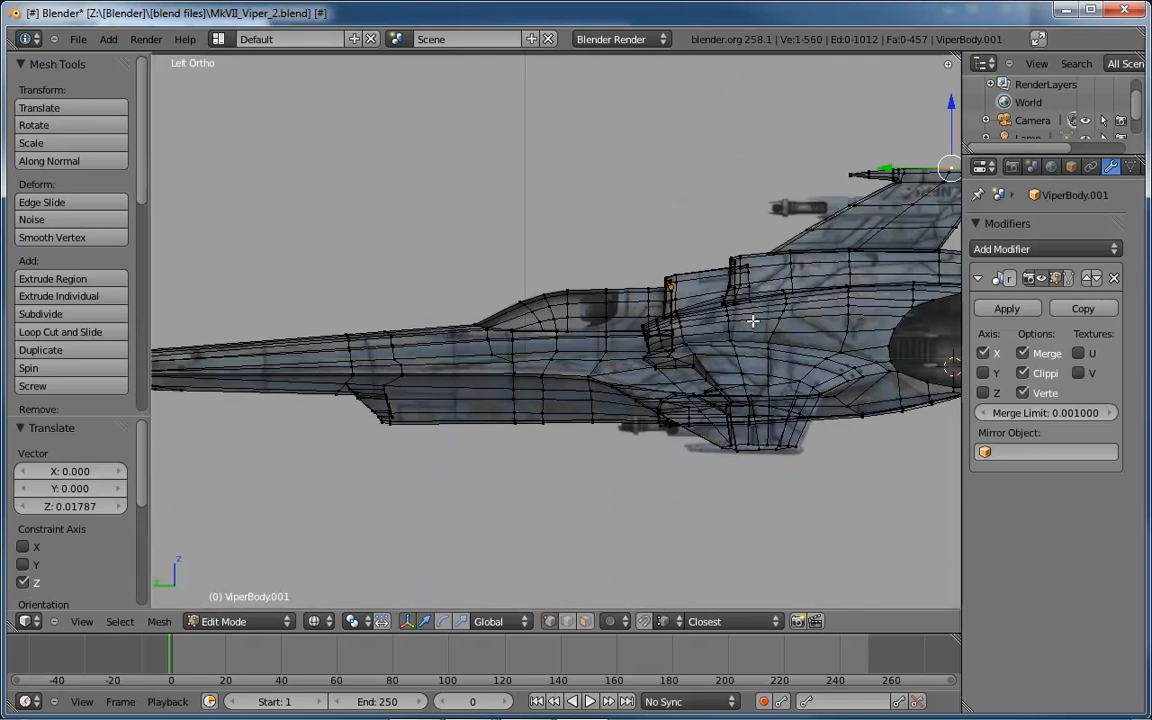 [#] Blender* [Z:\[Blender]\[blend files]\MkVII_Viper_2.blend] [#]
File Add Render Help Default Scene Blender Render blender.org 258.1 | Ve:1-560 | Ed:0-1012 | Fa:0-457 | ViperBody.001
Mesh Tools
Transform:
Translate
Rotate
Scale
Along Normal
Deform:
Edge Slide
Noise
Smooth Vertex
Add:
Extrude Region
Extrude Individual
Subdivide
Loop Cut and Slide
Duplicate
Spin
Screw
Remove:
Translate
Vector
X: 0.000
Y: 0.000
Z: 0.01787
Constraint Axis
X
Y
Z
Orientation
Left Ortho
z
(0) ViperBody.001
View Select Mesh Edit Mode Global Closest
View Search All Scen
RenderLayers
World
Camera
ViperBody.001
Modifiers
Add Modifier
r
Apply Copy
Axis: Options: Textures:
X Merge U
Y Clippi V
Z Verte
Merge Limit: 0.001000
Mirror Object:
-40 -20 0 20 40 60 80 100 120 140 160 180 200 220 240 260
View Frame Playback Start: 1 End: 250 0 No Sync